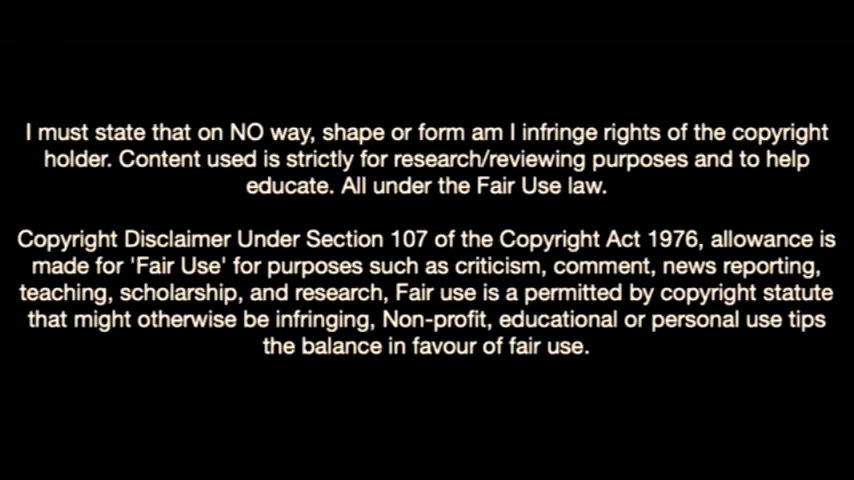 I must state that on NO way, shape or form am I infringe rights of the copyright
holder. Content used is strictly for research/reviewing purposes and to help
educate. All under the Fair Use law.
Copyright Disclaimer Under Section 107 of the Copyright Act 1976, allowance is
made for 'Fair Use' for purposes such as criticism, comment, news reporting,
teaching, scholarship, and research, Fair use is a permitted by copyright statute
that might otherwise be infringing, Non-profit, educational or personal use tips
the balance in favour of fair use.